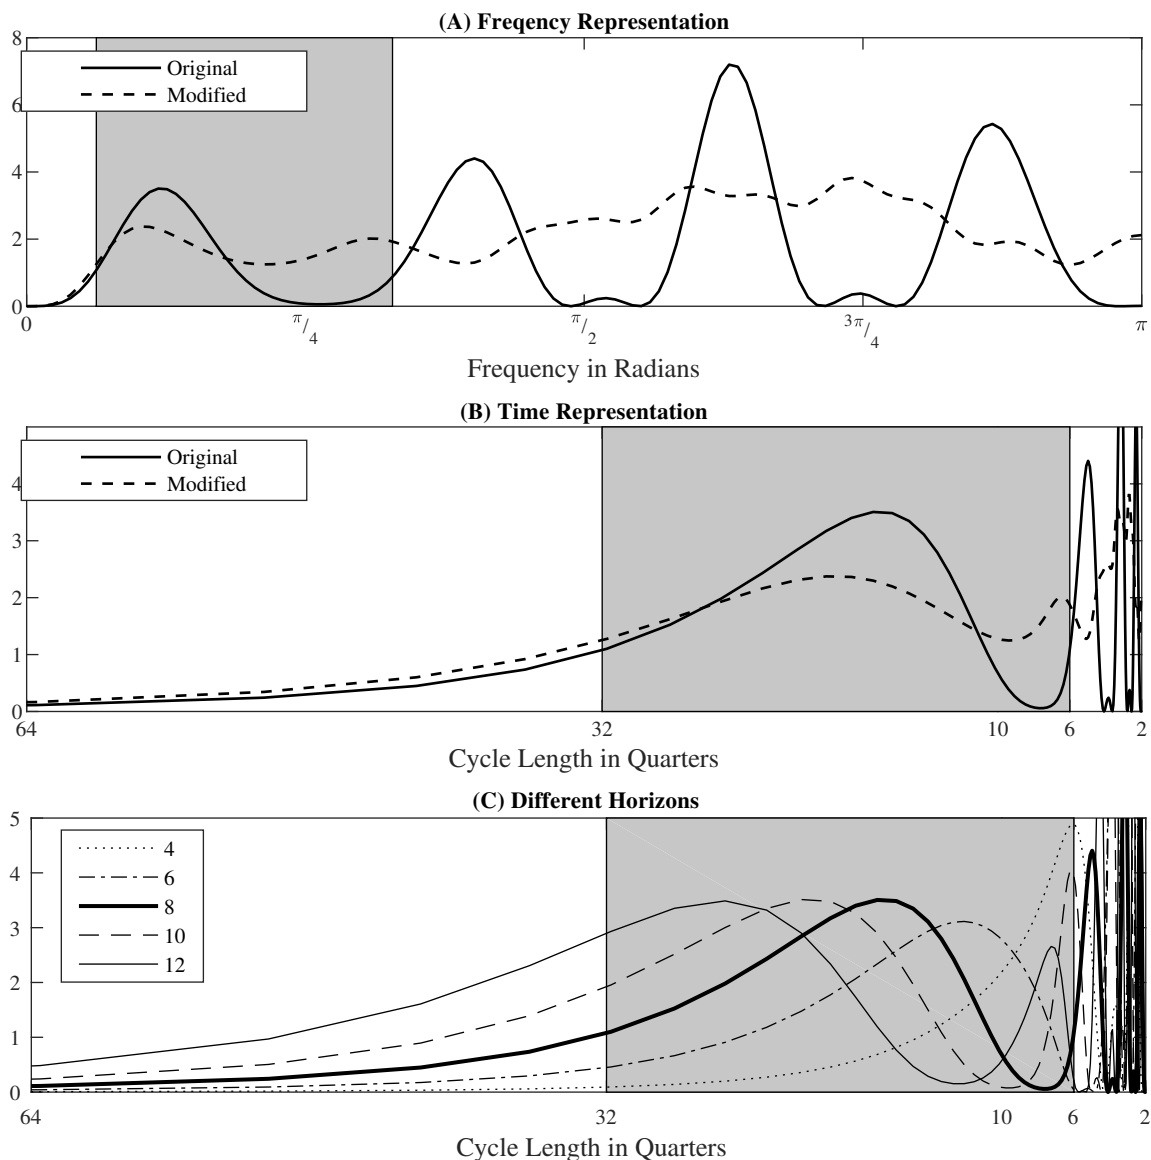 (A) Freqency Representation
8
6
4
2
0
Original
Modified
0 π/4 π/2 3π/4 π
Frequency in Radians
(B) Time Representation
4
3
2
1
0
Original
Modified
64 32 10 6 2
Cycle Length in Quarters
(C) Different Horizons
5
4
3
2
1
0
4
6
8
10
12
64 32 10 6 2
Cycle Length in Quarters